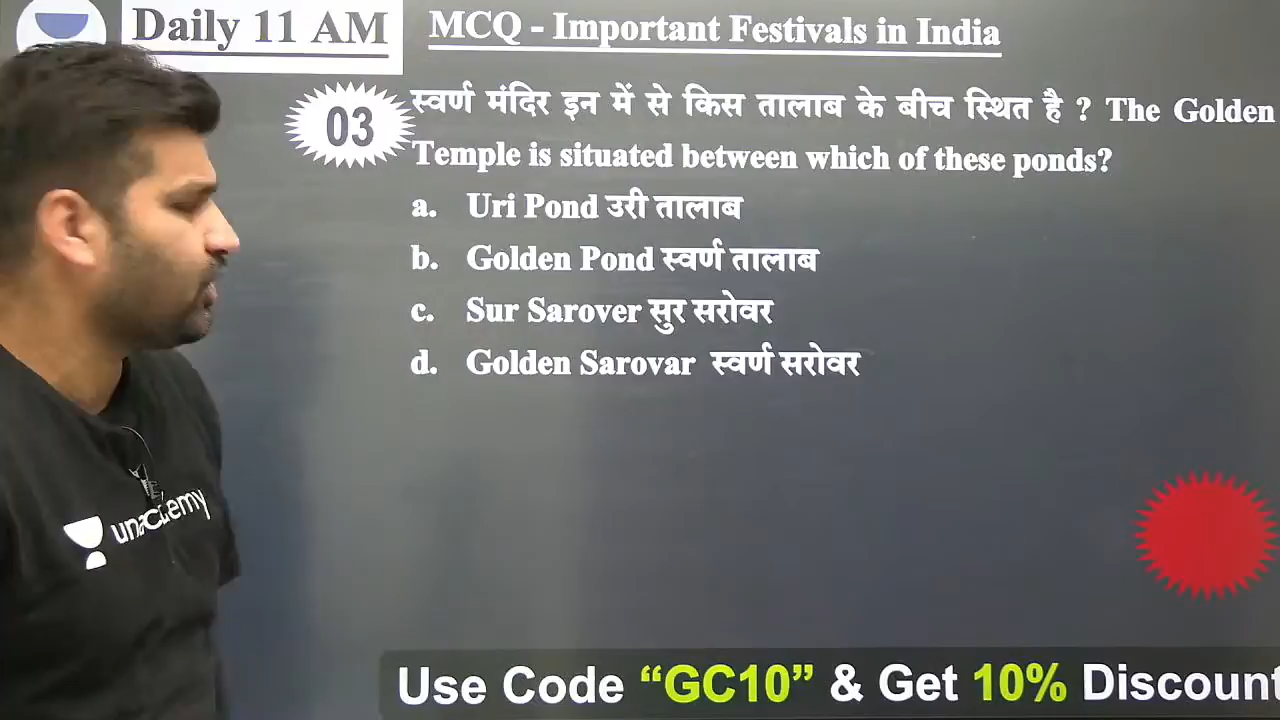 Daily 11 AM
MCQ - Important Festivals in India
03
स्वर्ण मंदिर इन में से किस तालाब के बीच स्थित है ? The Golden
Temple is situated between which of these ponds?
a. Uri Pond उरी तालाब
b. Golden Pond स्वर्ण तालाब
c. Sur Sarover सुर सरोवर
d. Golden Sarovar स्वर्ण सरोवर
unacademy
Use Code “GC10” & Get 10% Discount